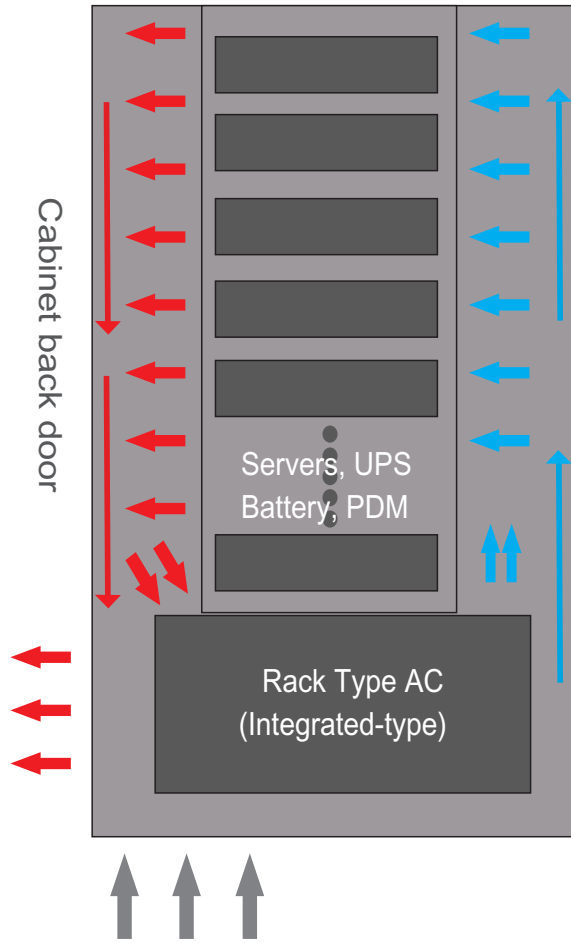 Cabinet back door
Servers, UPS
Battery, PDM
Rack Type AC
(Integrated-type)